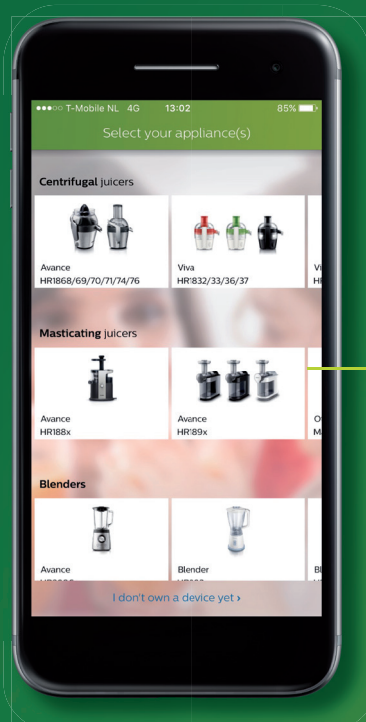 T-Mobile NL 4G 13:02 85%
Select your appliance(s)
Centrifugal juicers
Avance
HR1868/69/70/71/74/76
Viva
HR1832/33/36/37
Masticating juicers
Avance
HR188x
Avance
HR189x
Blenders
Avance
Blender
I don't own a device yet ›